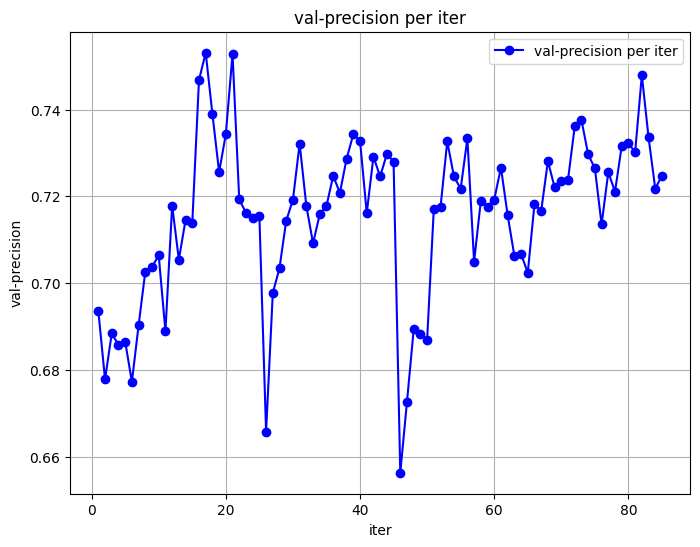 val-precision per iter
val-precision per iter
0.74
0.72
0.70
0.68
0.66
val-precision
0
20
40
60
80
iter